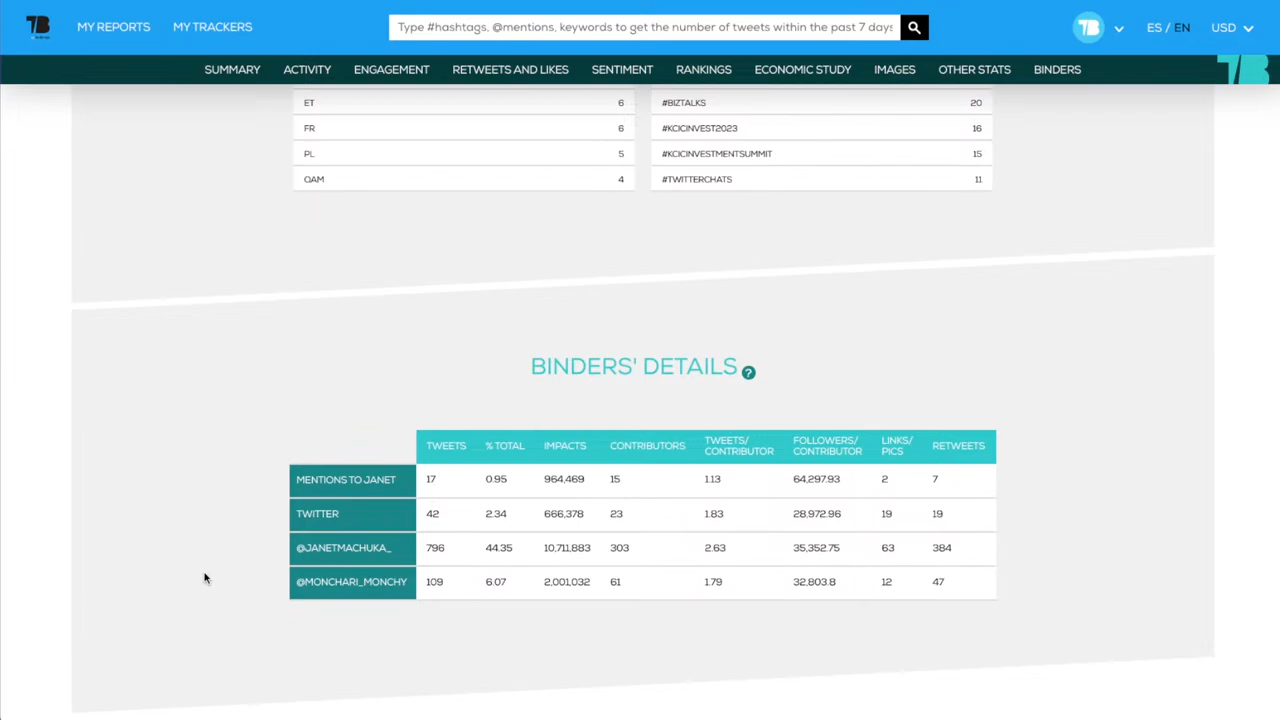 MY REPORTS MY TRACKERS Type #hashtags, @mentions, keywords to get the number of tweets within the past 7 days ES / EN USD
SUMMARY ACTIVITY ENGAGEMENT RETWEETS AND LIKES SENTIMENT RANKINGS ECONOMIC STUDY IMAGES OTHER STATS BINDERS
ET 6 #BIZTALKS 20
FR 6 #KCICINVEST2023 16
PL 5 #KCICINVESTMENTSUMMIT 15
QAM 4 #TWITTERCHATS 11
BINDERS' DETAILS ?
TWEETS % TOTAL IMPACTS CONTRIBUTORS TWEETS/ CONTRIBUTOR FOLLOWERS/ CONTRIBUTOR LINKS/ PICS RETWEETS
MENTIONS TO JANET 17 0.95 964,469 15 1.13 64,297.93 2 7
TWITTER 42 2.34 666,378 23 1.83 28,972.96 19 19
@JANETMACHUKA_ 796 44.35 10,711,883 303 2.63 35,352.75 63 384
@MONCHARI_MONCHY 109 6.07 2,001,032 61 1.79 32,803.8 12 47